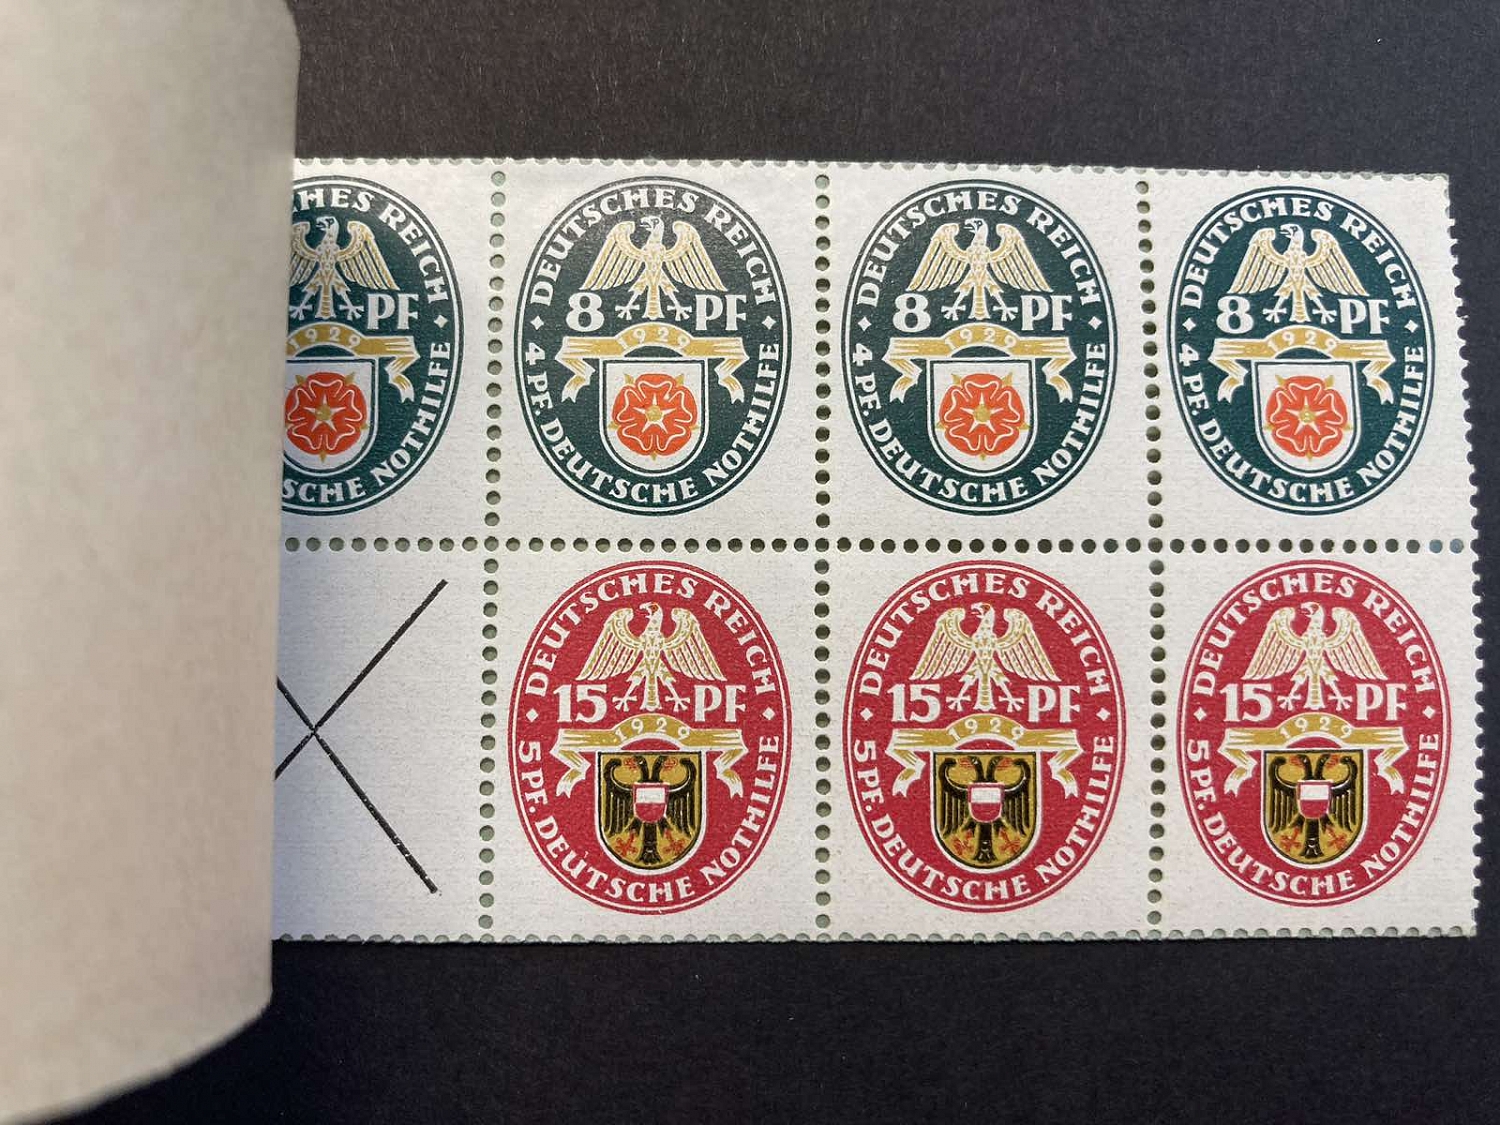 HES REICH
PF
1929
SCHE NOTHILFE
DEUTSCHES REICH
8 PF
1929
4 PF. DEUTSCHE NOTHILFE
DEUTSCHES REICH
8 PF
1929
4 PF. DEUTSCHE NOTHILFE
DEUTSCHES REICH
8 PF
1929
4 PF. DEUTSCHE NOTHILFE
DEUTSCHES REICH
15 PF
1929
5 PF. DEUTSCHE NOTHILFE
DEUTSCHES REICH
15 PF
1929
5 PF. DEUTSCHE NOTHILFE
DEUTSCHES REICH
15 PF
1929
5 PF. DEUTSCHE NOTHILFE